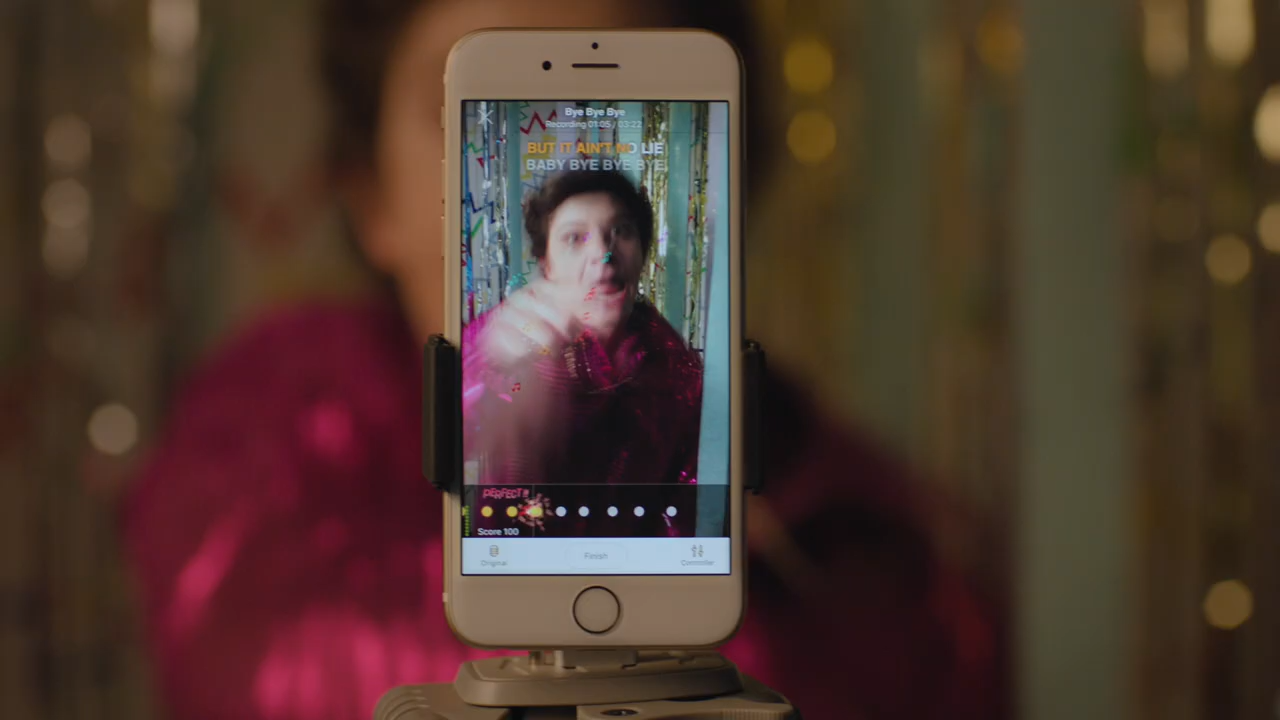 Bye Bye Bye
Recording 01:05 / 03:22
BUT IT AIN'T NO LIE
BABY BYE BYE BYE
PERFECT!!
Score 100
Original
Finish
Controller